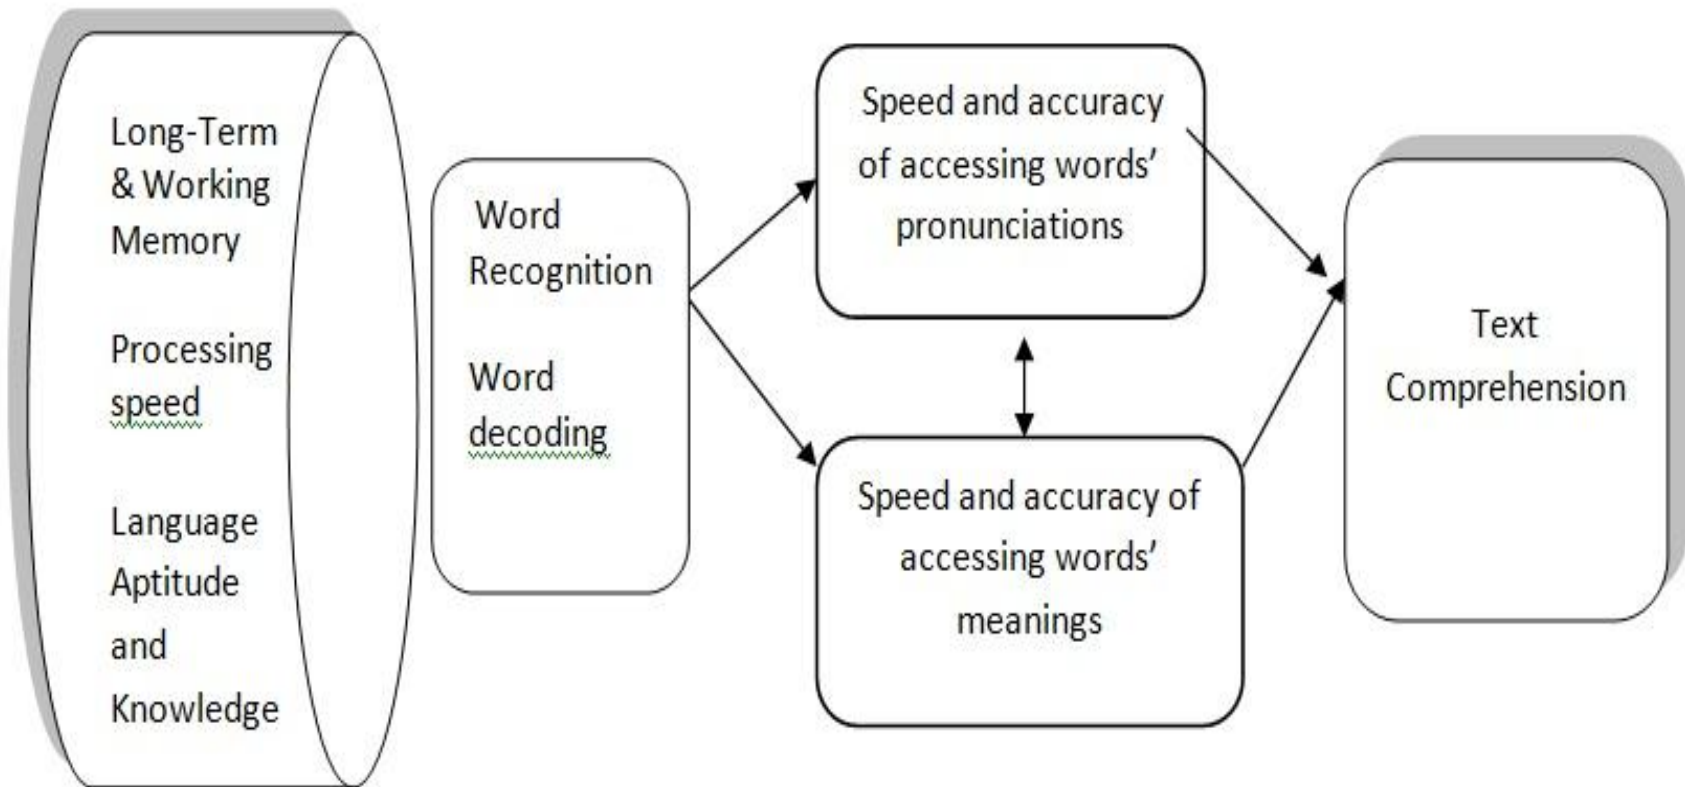 Long-Term
& Working
Memory
Processing
speed
Language
Aptitude
and
Knowledge
Word
Recognition
Word
decoding
Speed and accuracy
of accessing words’
pronunciations
Speed and accuracy of
accessing words’
meanings
Text
Comprehension